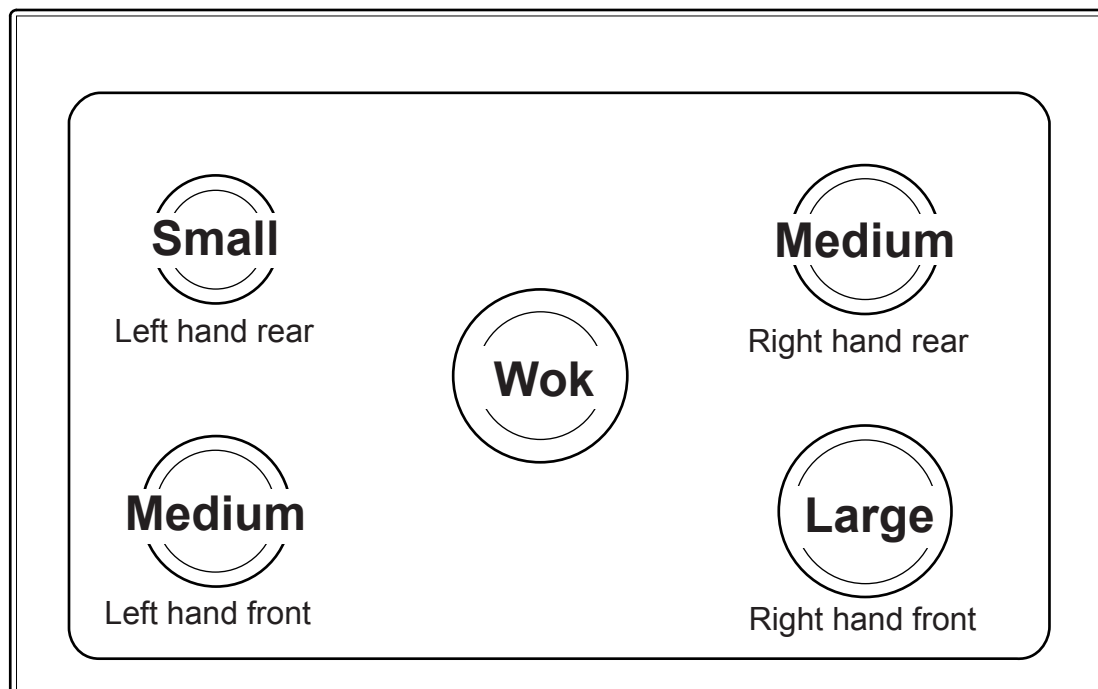 Small
Left hand rear
Medium
Right hand rear
Wok
Medium
Left hand front
Large
Right hand front